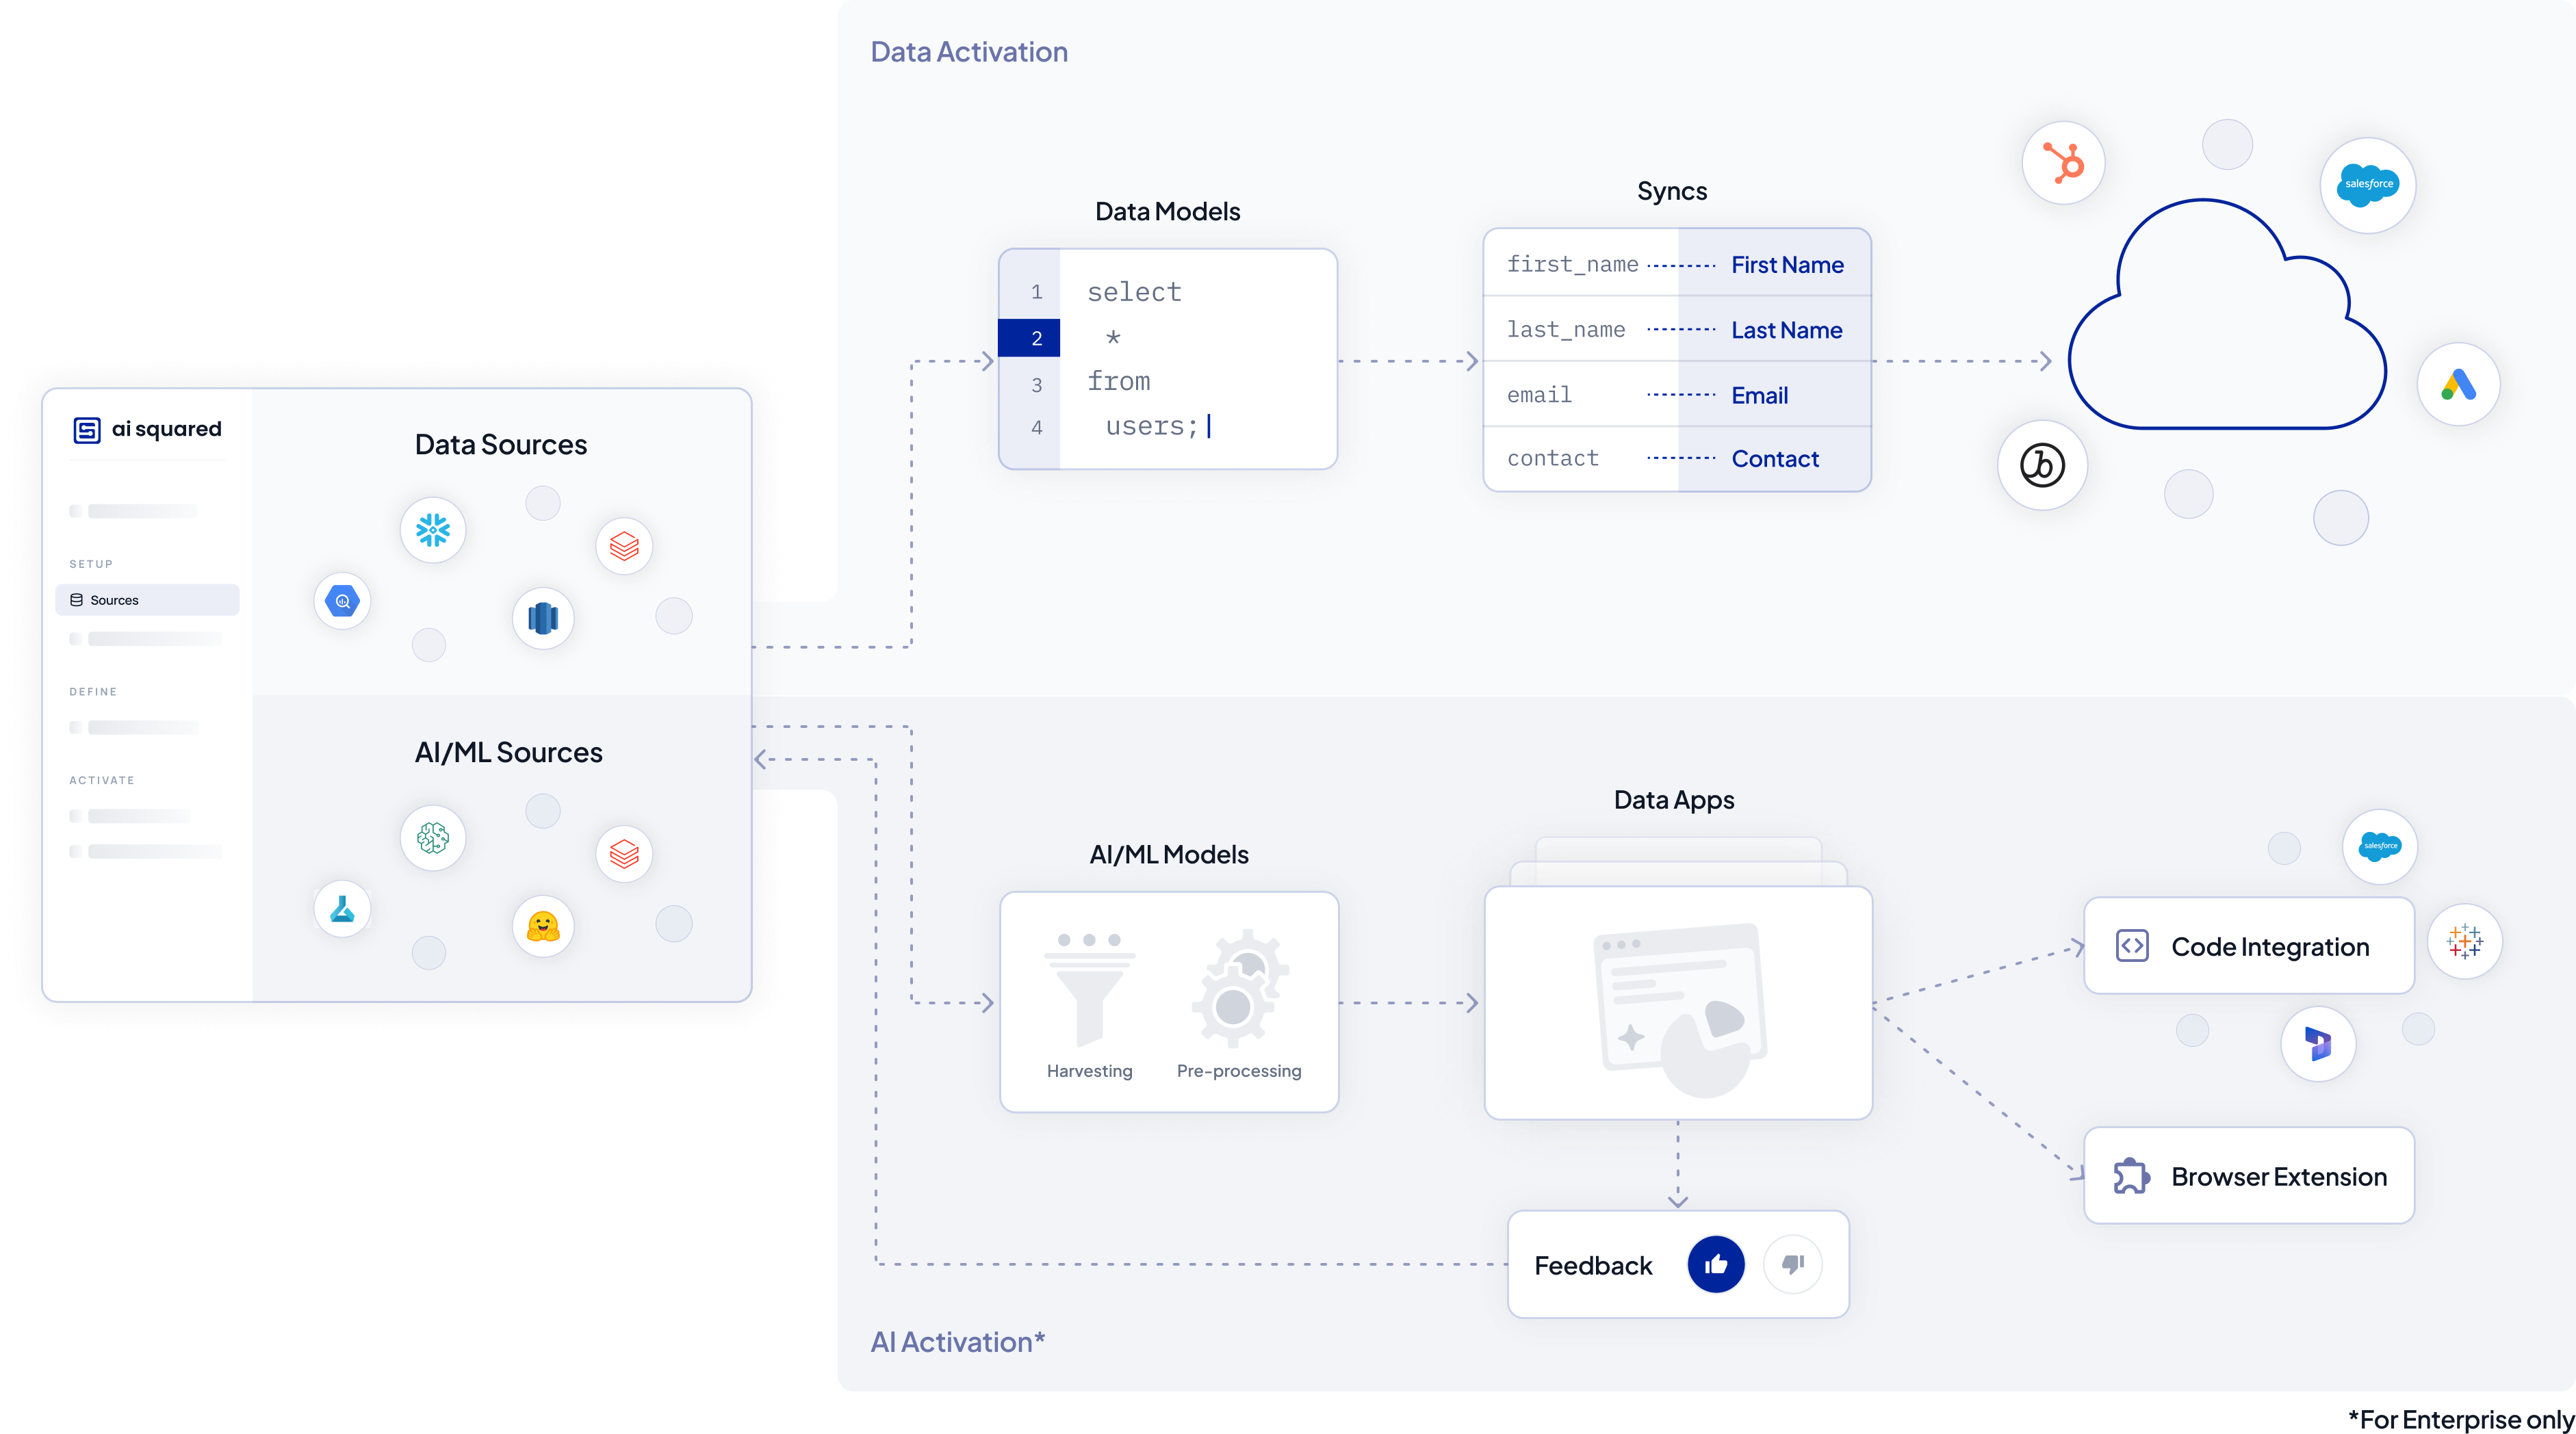 Data Activation
ai squared
SETUP
Sources
DEFINE
ACTIVATE
Data Sources
AI/ML Sources
Data Models
1 select
2 *
3 from
4 users;
Syncs
first_name First Name
last_name Last Name
email Email
contact Contact
salesforce
b
AI/ML Models
Harvesting
Pre-processing
Data Apps
Feedback
salesforce
Code Integration
Browser Extension
AI Activation*
*For Enterprise only